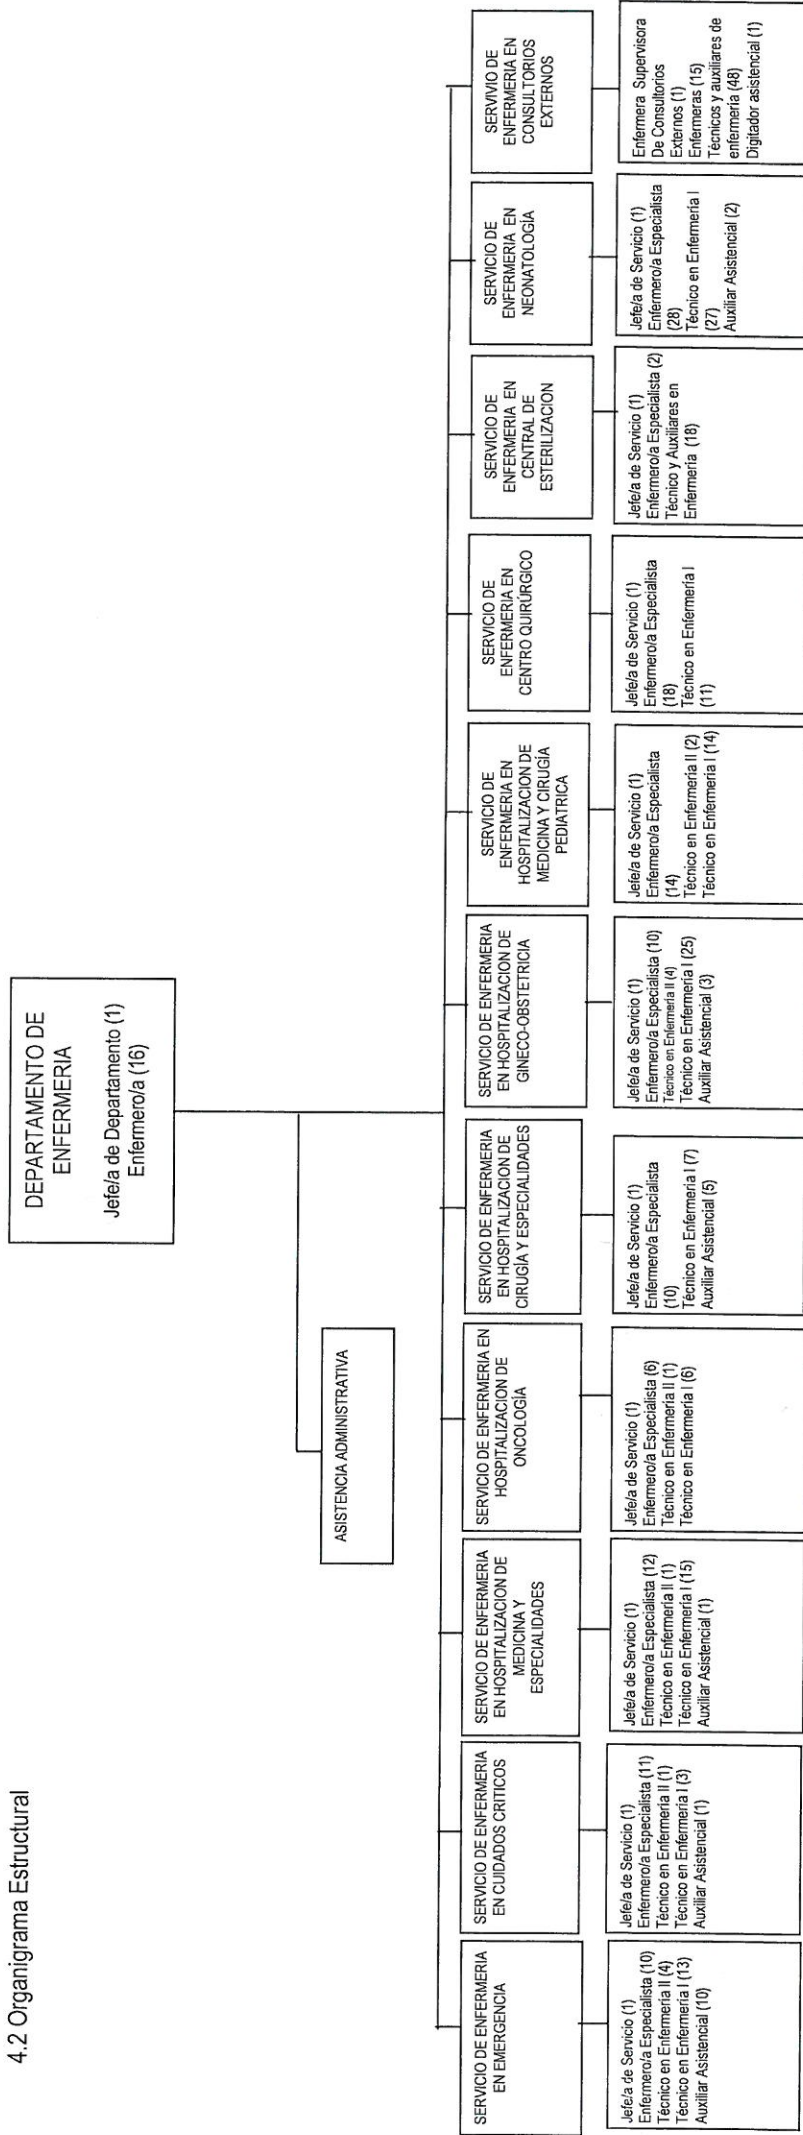 4.2 Organigrama Estructural
DEPARTAMENTO DE
ENFERMERIA
Jefe/a de Departamento (1)
Enfermero/a (16)
ASISTENCIA ADMINISTRATIVA
SERVICIO DE ENFERMERIA
EN EMERGENCIA
Jefe/a de Servicio (1)
Enfermero/a Especialista (10)
Técnico en Enfermería II (4)
Técnico en Enfermería I (13)
Auxiliar Asistencial (10)
SERVICIO DE ENFERMERIA
EN CUIDADOS CRITICOS
Jefe/a de Servicio (1)
Enfermero/a Especialista (11)
Técnico en Enfermería II (1)
Técnico en Enfermería I (3)
Auxiliar Asistencial (1)
SERVICIO DE ENFERMERIA
EN HOSPITALIZACION DE
MEDICINA Y
ESPECIALIDADES
Jefe/a de Servicio (1)
Enfermero/a Especialista (12)
Técnico en Enfermería II (1)
Técnico en Enfermería I (15)
Auxiliar Asistencial (1)
SERVICIO DE ENFERMERIA EN
HOSPITALIZACION DE
ONCOLOGÍA
Jefe/a de Servicio (1)
Enfermero/a Especialista (6)
Técnico en Enfermería II (1)
Técnico en Enfermería I (6)
SERVICIO DE ENFERMERIA
EN HOSPITALIZACION DE
CIRUGÍA Y ESPECIALIDADES
Jefe/a de Servicio (1)
Enfermero/a Especialista
(10)
Técnico en Enfermería I (7)
Auxiliar Asistencial (5)
SERVICIO DE ENFERMERIA
EN HOSPITALIZACION DE
GINECO-OBSTETRICIA
Jefe/a de Servicio (1)
Enfermero/a Especialista (10)
Técnico en Enfermería II (4)
Técnico en Enfermería I (25)
Auxiliar Asistencial (3)
SERVICIO DE
ENFERMERIA EN
HOSPITALIZACION DE
MEDICINA Y CIRUGÍA
PEDIATRICA
Jefe/a de Servicio (1)
Enfermero/a Especialista
(14)
Técnico en Enfermería II (2)
Técnico en Enfermería I (14)
SERVICIO DE
ENFERMERIA EN
CENTRO QUIRÚRGICO
Jefe/a de Servicio (1)
Enfermero/a Especialista
(18)
Técnico en Enfermería I
(11)
SERVICIO DE
ENFERMERIA EN
CENTRAL DE
ESTERILIZACION
Jefe/a de Servicio (1)
Enfermero/a Especialista (2)
Técnico y Auxiliares en
Enfermería (18)
SERVICIO DE
ENFERMERIA EN
NEONATOLOGÍA
Jefe/a de Servicio (1)
Enfermero/a Especialista
(28)
Técnico en Enfermería I
(27)
Auxiliar Asistencial (2)
SERVIVIO DE
ENFERMERIA EN
CONSULTORIOS
EXTERNOS
Enfermera Supervisora
De Consultorios
Externos (1)
Enfermeras (15)
Técnicos y auxiliares de
enfermería (48)
Digitador asistencial (1)